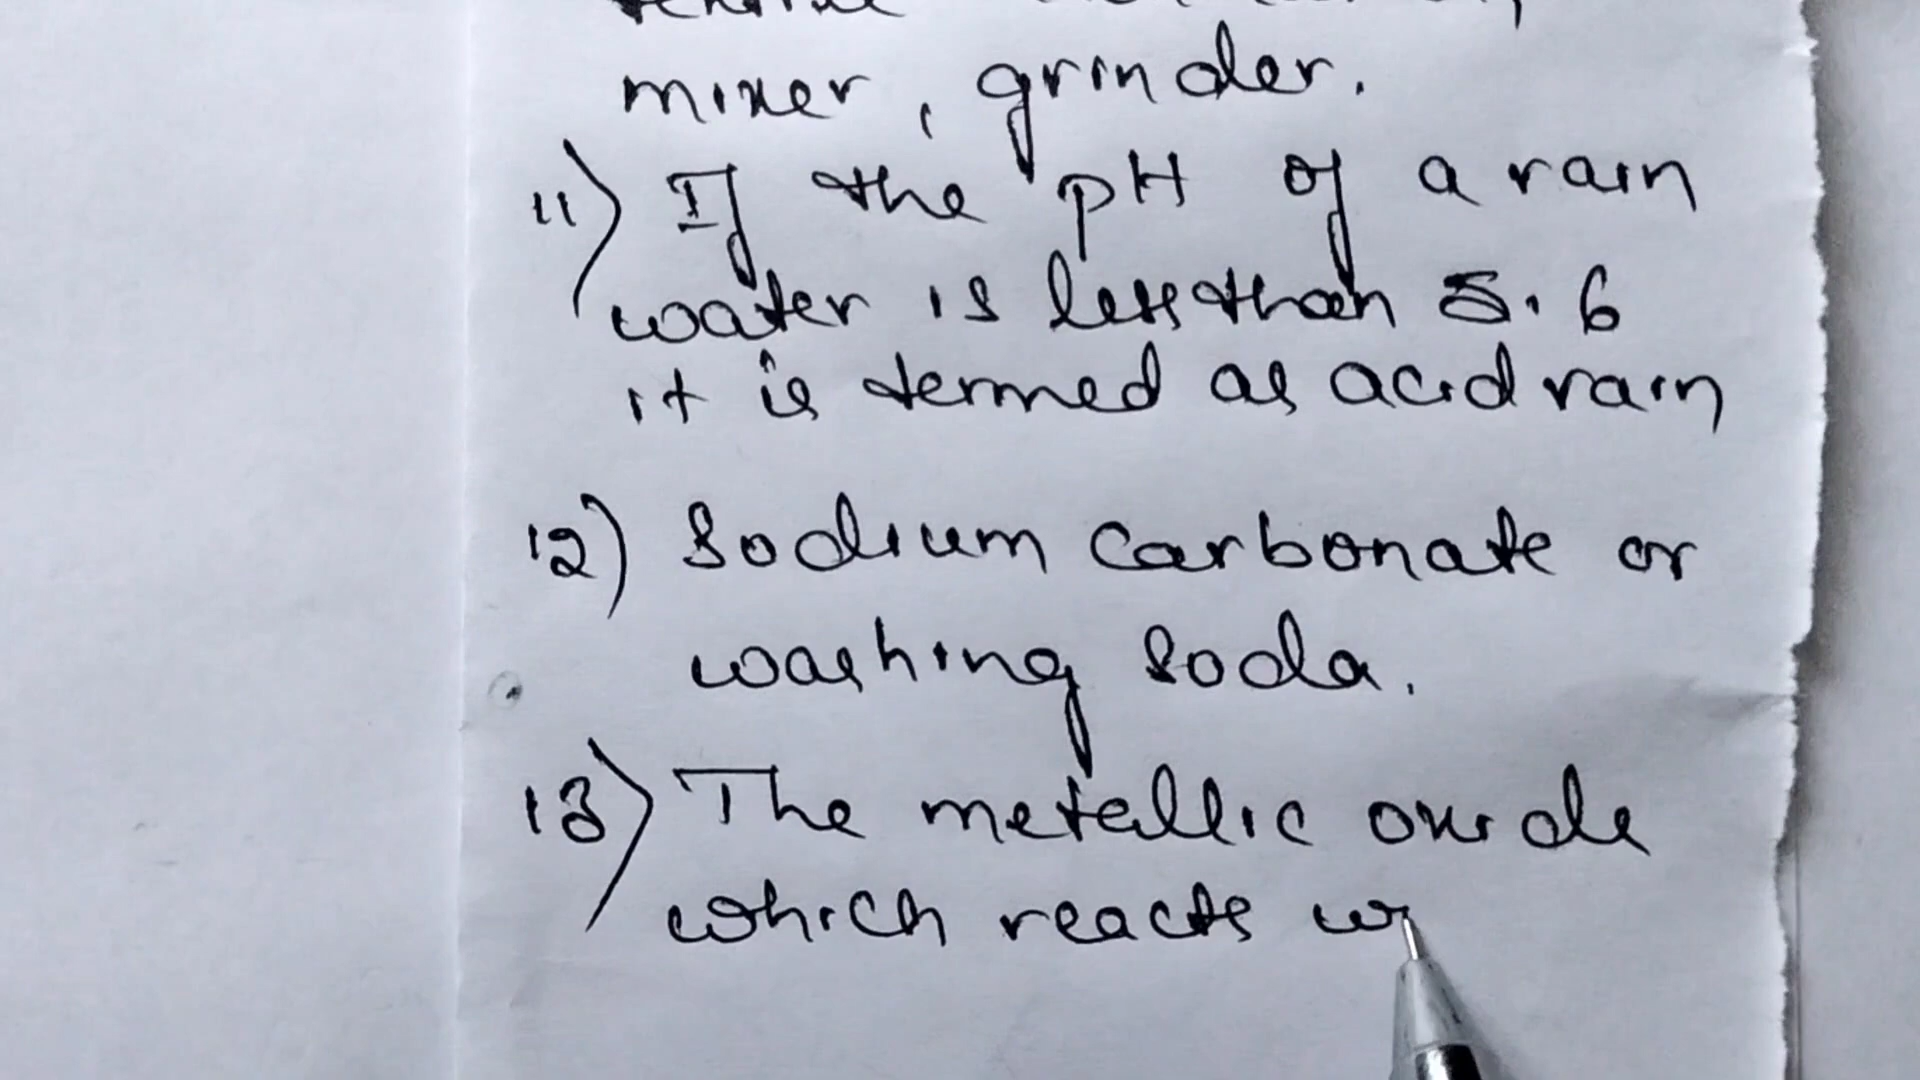 mixer, grinder.
11) If the pH of a rain
water is less than 5.6
it is termed as acid rain
12) Sodium carbonate or
washing soda.
13) The metallic oxide
which reacts w